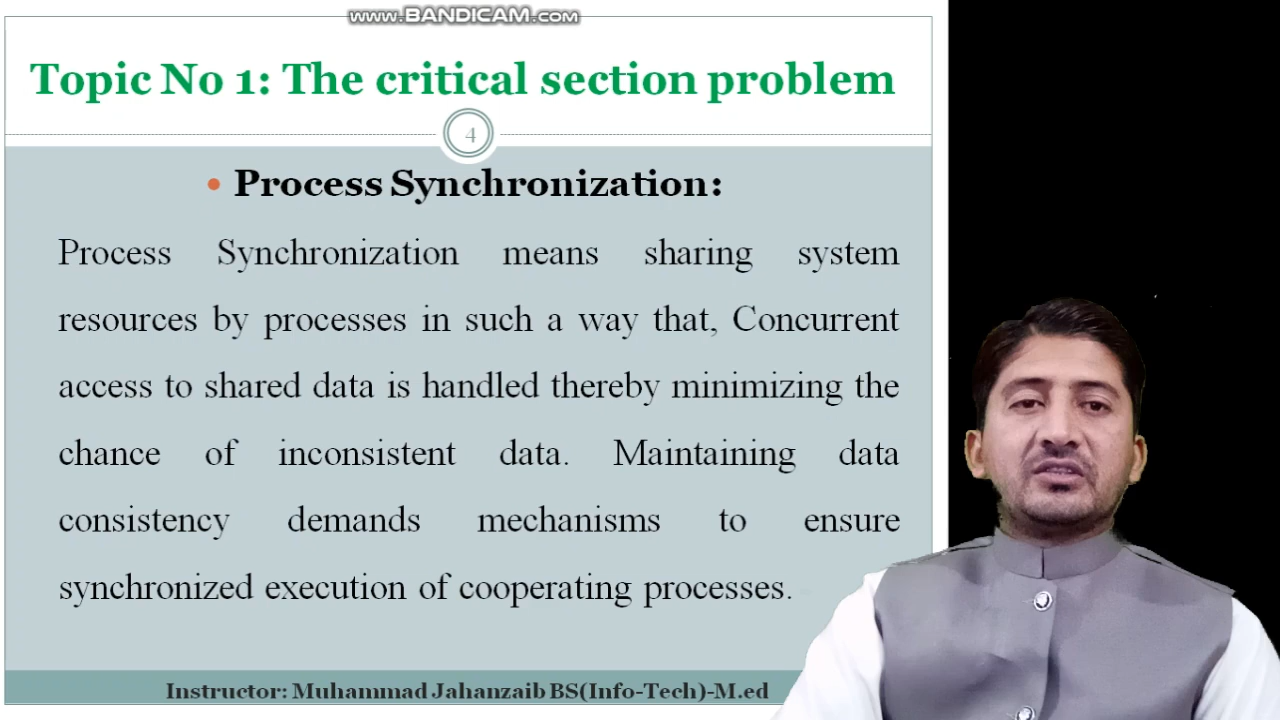 www.BANDICAM.com
Topic No 1: The critical section problem
4
• Process Synchronization:
Process Synchronization means sharing system
resources by processes in such a way that, Concurrent
access to shared data is handled thereby minimizing the
chance of inconsistent data. Maintaining data
consistency demands mechanisms to ensure
synchronized execution of cooperating processes.
Instructor: Muhammad Jahanzaib BS(Info-Tech)-M.ed